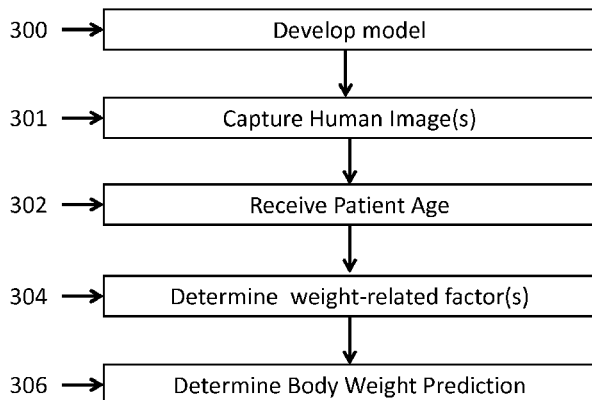 300 Develop model
301 Capture Human Image(s)
302 Receive Patient Age
304 Determine weight-related factor(s)
306 Determine Body Weight Prediction